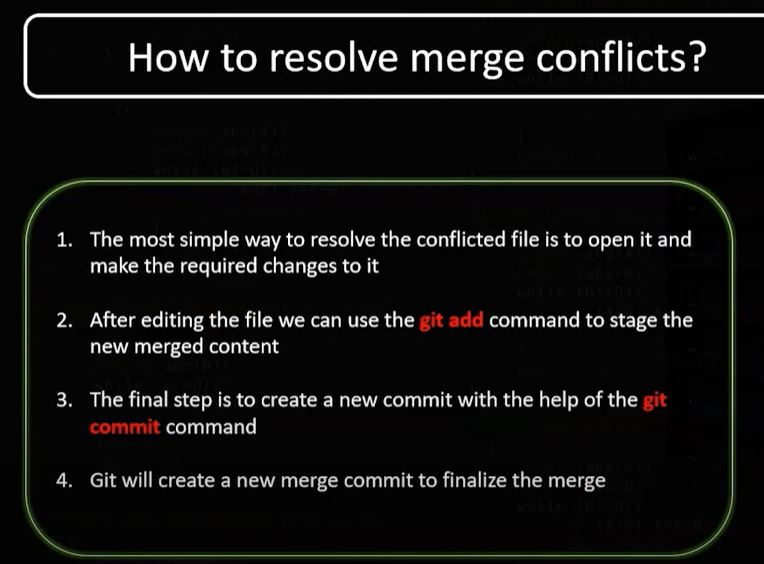 How to resolve merge conflicts?
1. The most simple way to resolve the conflicted file is to open it and
make the required changes to it
2. After editing the file we can use the git add command to stage the
new merged content
3. The final step is to create a new commit with the help of the git
commit command
4. Git will create a new merge commit to finalize the merge